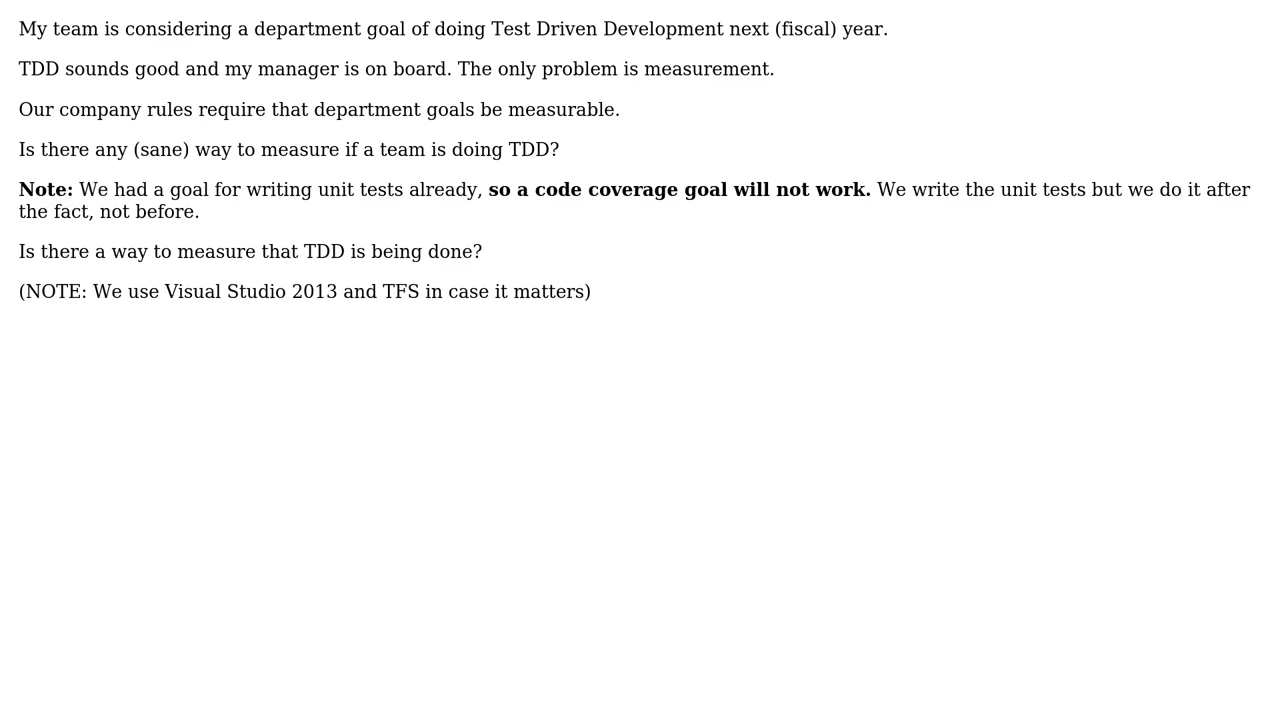 My team is considering a department goal of doing Test Driven Development next (fiscal) year.
TDD sounds good and my manager is on board. The only problem is measurement.
Our company rules require that department goals be measurable.
Is there any (sane) way to measure if a team is doing TDD?
Note: We had a goal for writing unit tests already, so a code coverage goal will not work. We write the unit tests but we do it after
the fact, not before.
Is there a way to measure that TDD is being done?
(NOTE: We use Visual Studio 2013 and TFS in case it matters)